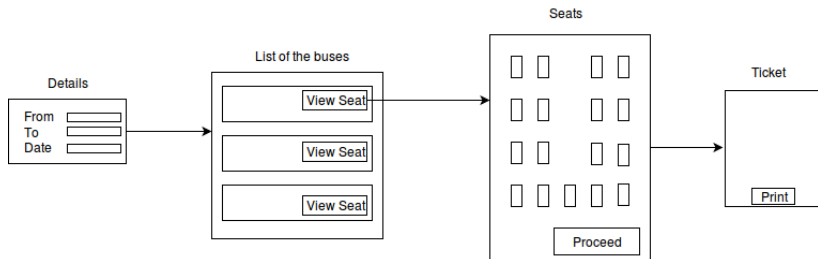 Details
From
To
Date
List of the buses
View Seat
View Seat
View Seat
Seats
Proceed
Ticket
Print